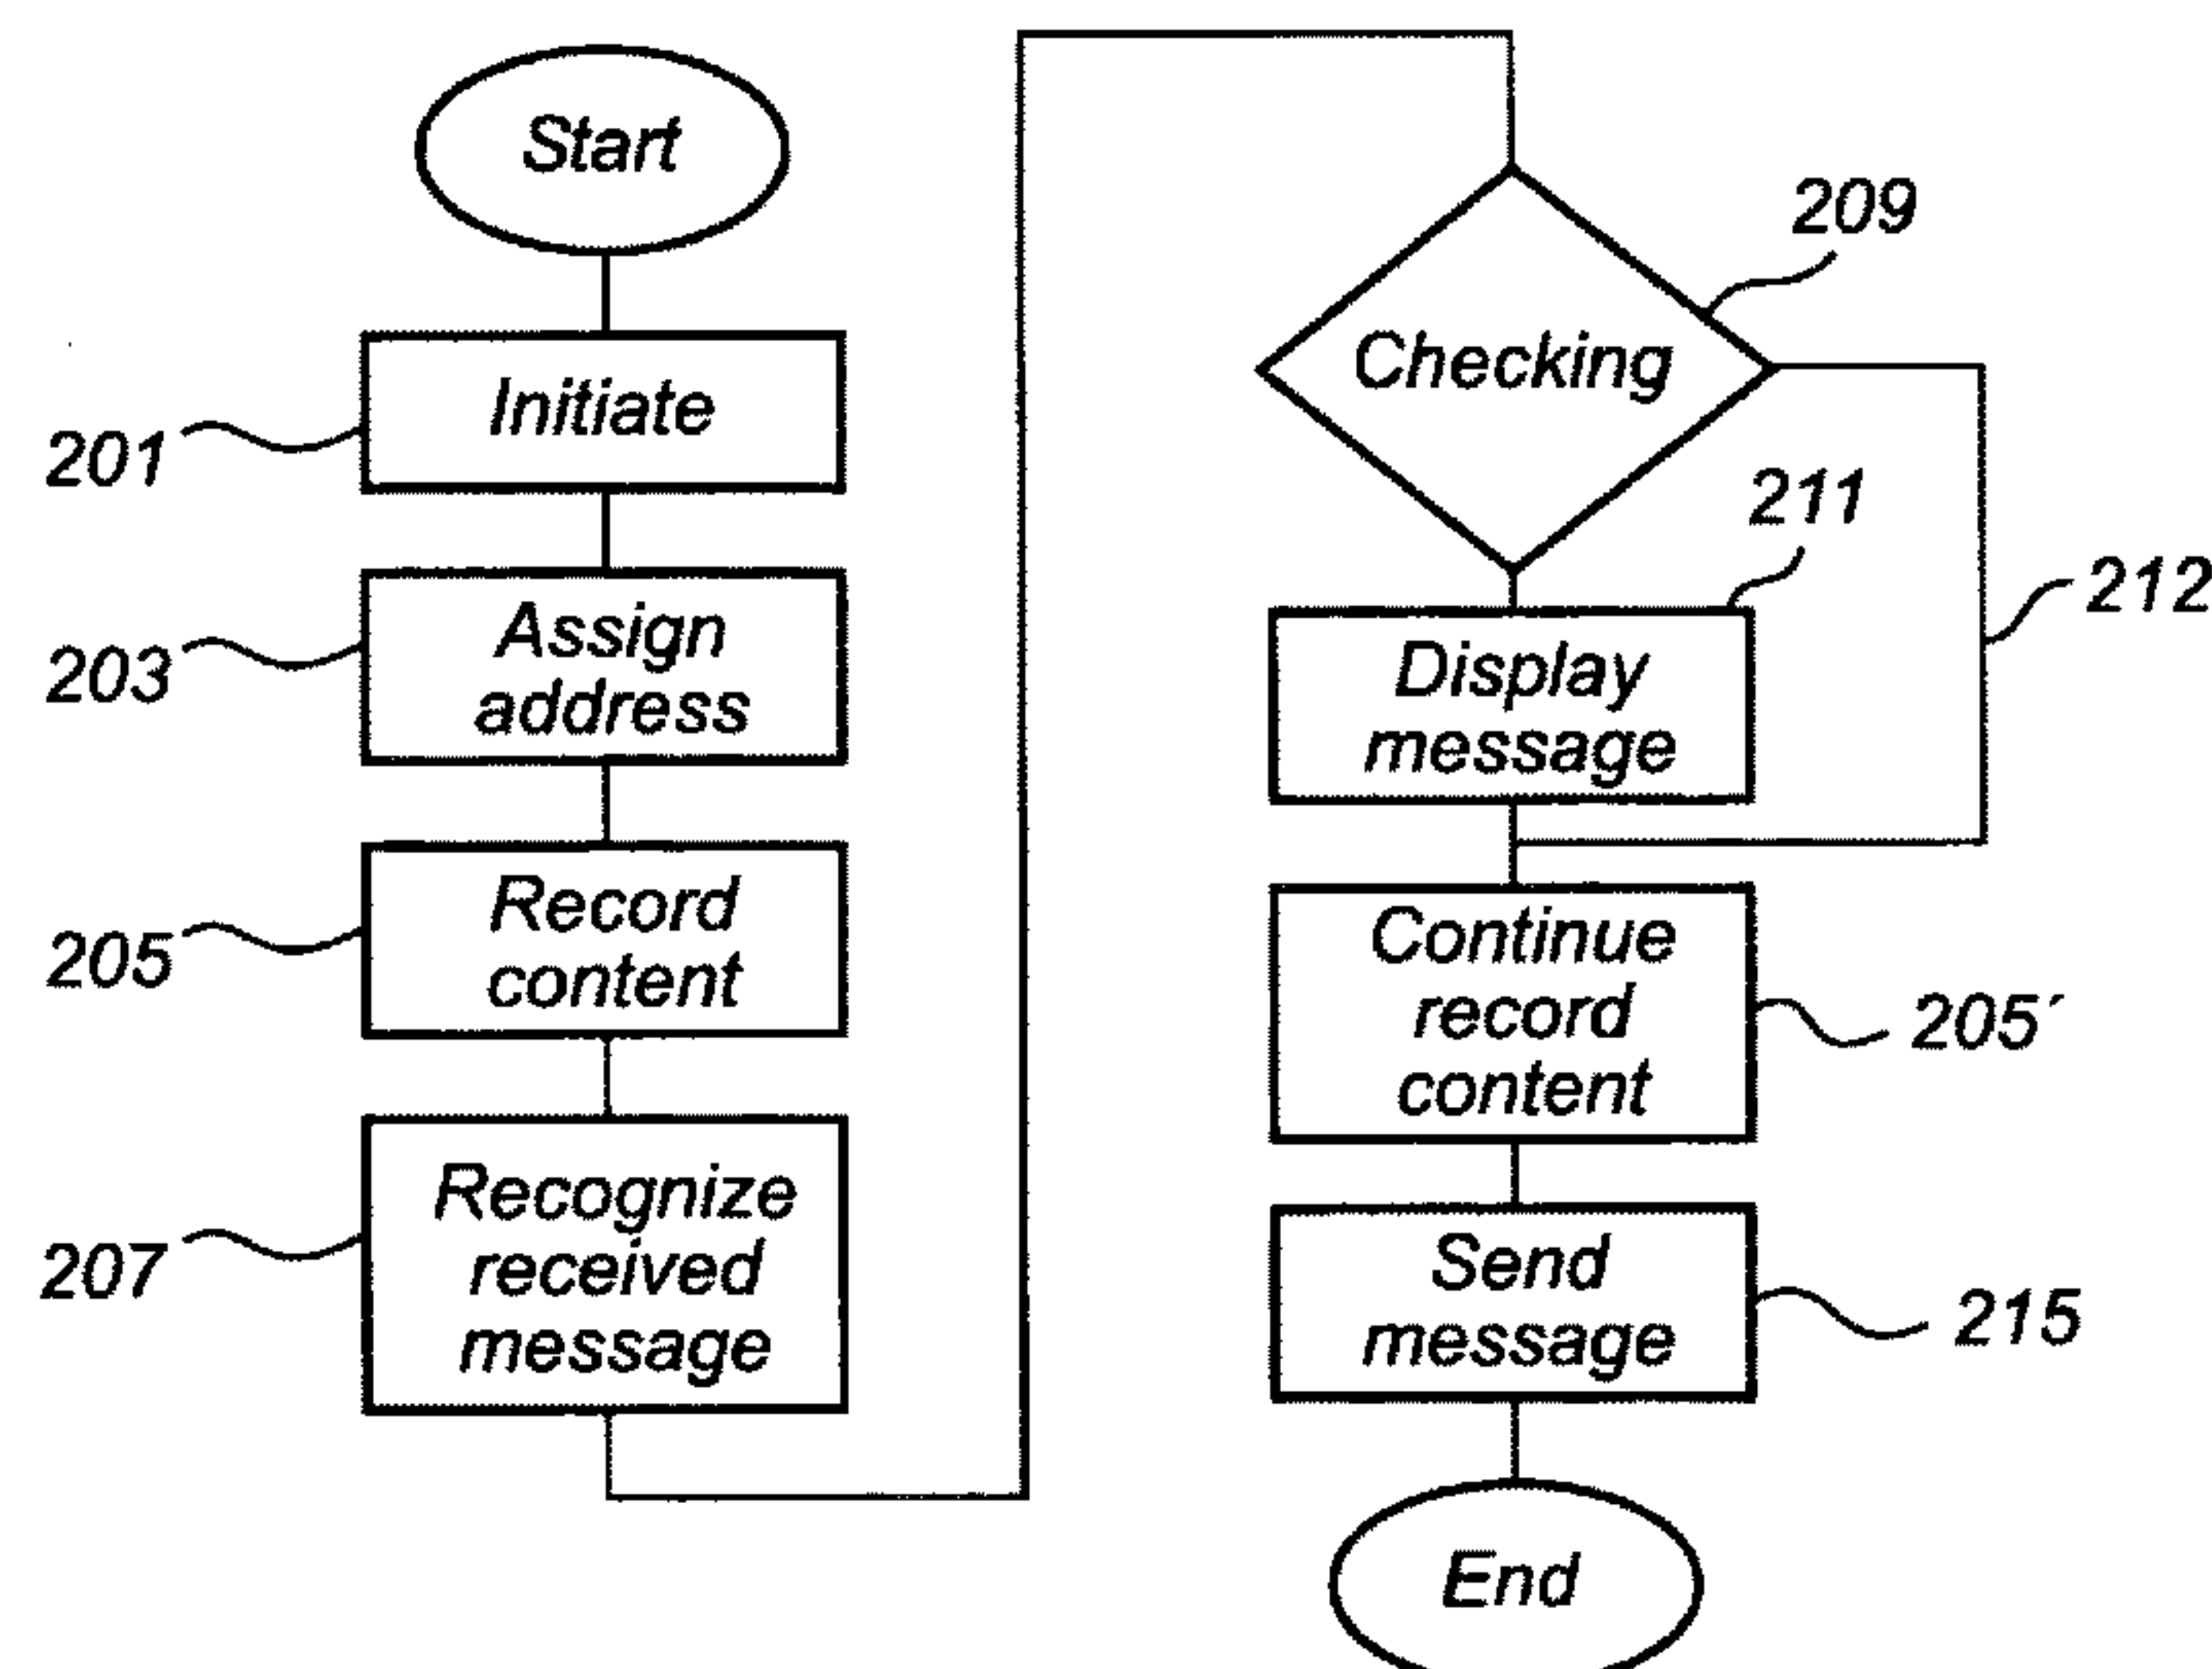 Start
Initiate
201
Assign
address
203
Record
content
205
Recognize
received
message
207
Checking
209
Display
message
211
212
Continue
record
content
205´
Send
message
215
End